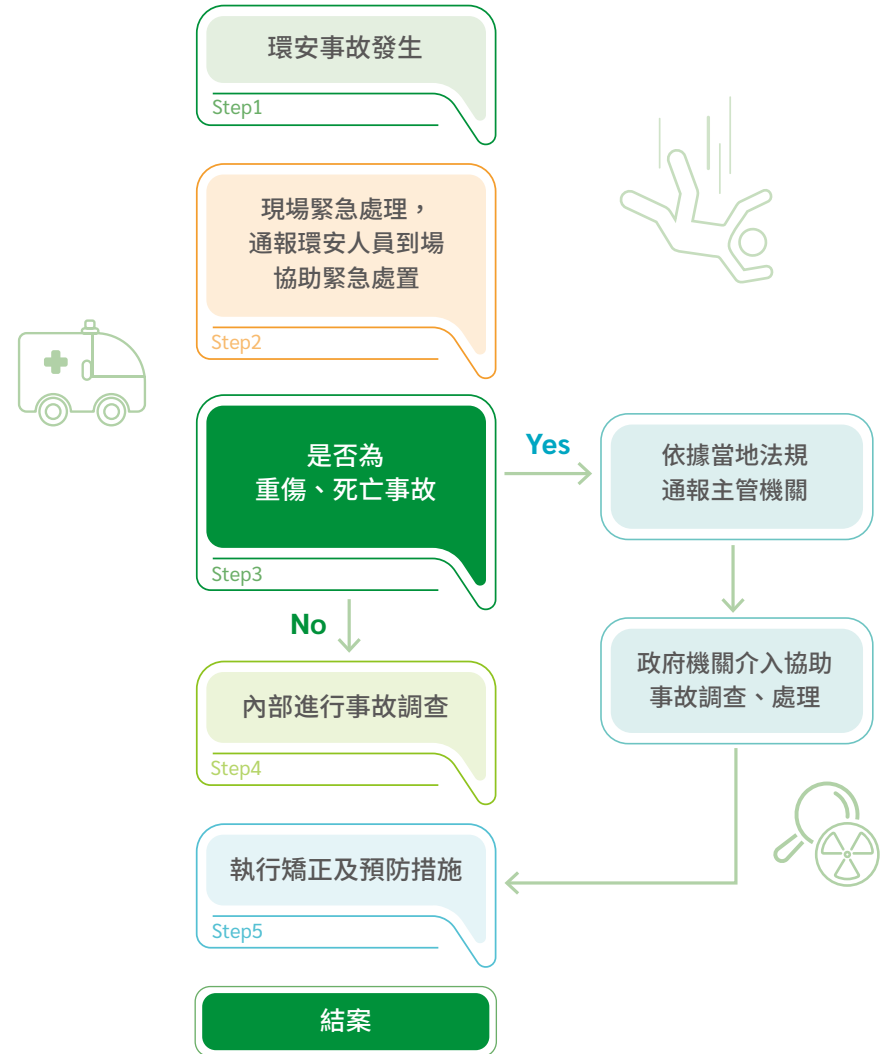 環安事故發生
Step1
現場緊急處理，
通報環安人員到場
協助緊急處置
Step2
是否為
重傷、死亡事故
Step3
Yes
依據當地法規
通報主管機關
政府機關介入協助
事故調查、處理
No
內部進行事故調查
Step4
執行矯正及預防措施
Step5
結案